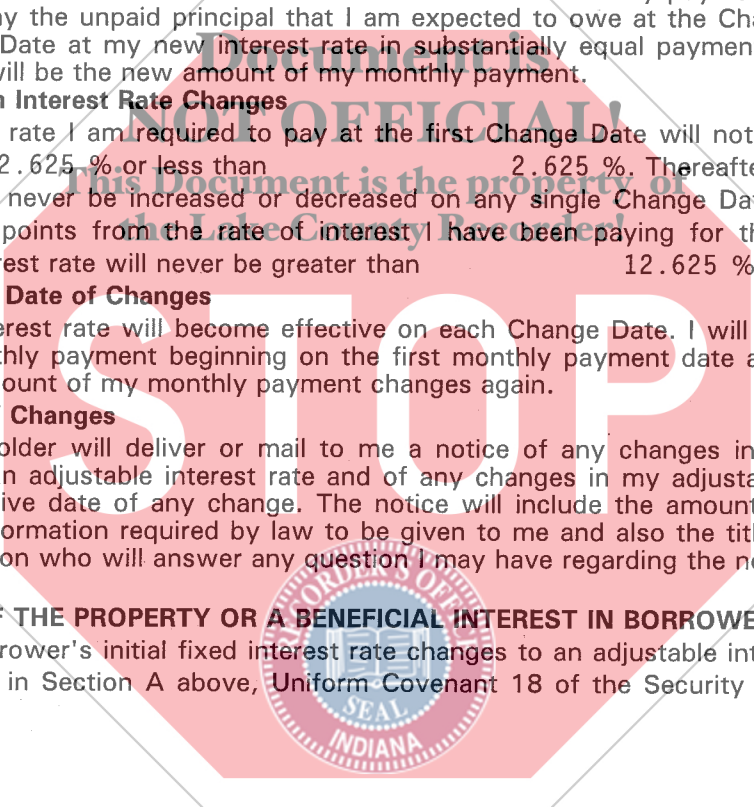 y the unpaid principal that I am expected to owe at the Cha
Date at my new interest rate in substantially equal paymen
ill be the new amount of my monthly payment.
n Interest Rate Changes
rate I am required to pay at the first Change Date will not
2.625 % or less than 2.625 %. Thereafte
never be increased or decreased on any single Change Da
points from the rate of interest I have been paying for th
rest rate will never be greater than 12.625 %
Date of Changes
erest rate will become effective on each Change Date. I will
thly payment beginning on the first monthly payment date a
ount of my monthly payment changes again.
f Changes
older will deliver or mail to me a notice of any changes in
n adjustable interest rate and of any changes in my adjusta
ive date of any change. The notice will include the amount
ormation required by law to be given to me and also the titl
on who will answer any question I may have regarding the no
F THE PROPERTY OR A BENEFICIAL INTEREST IN BORROWE
rower's initial fixed interest rate changes to an adjustable int
in Section A above, Uniform Covenant 18 of the Security
Document is
NOT OFFICIAL!
This Document is the property of
the Lake County Recorder!
STOP
RECORDER'S OFFICE
SEAL
INDIANA